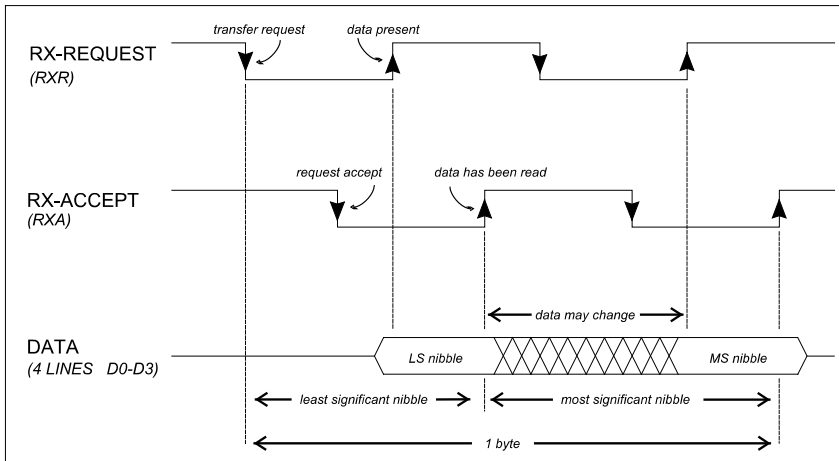 transfer request
data present
RX-REQUEST
(RXR)
request accept
data has been read
RX-ACCEPT
(RXA)
data may change
DATA
(4 LINES D0-D3)
LS nibble
MS nibble
least significant nibble
most significant nibble
1 byte